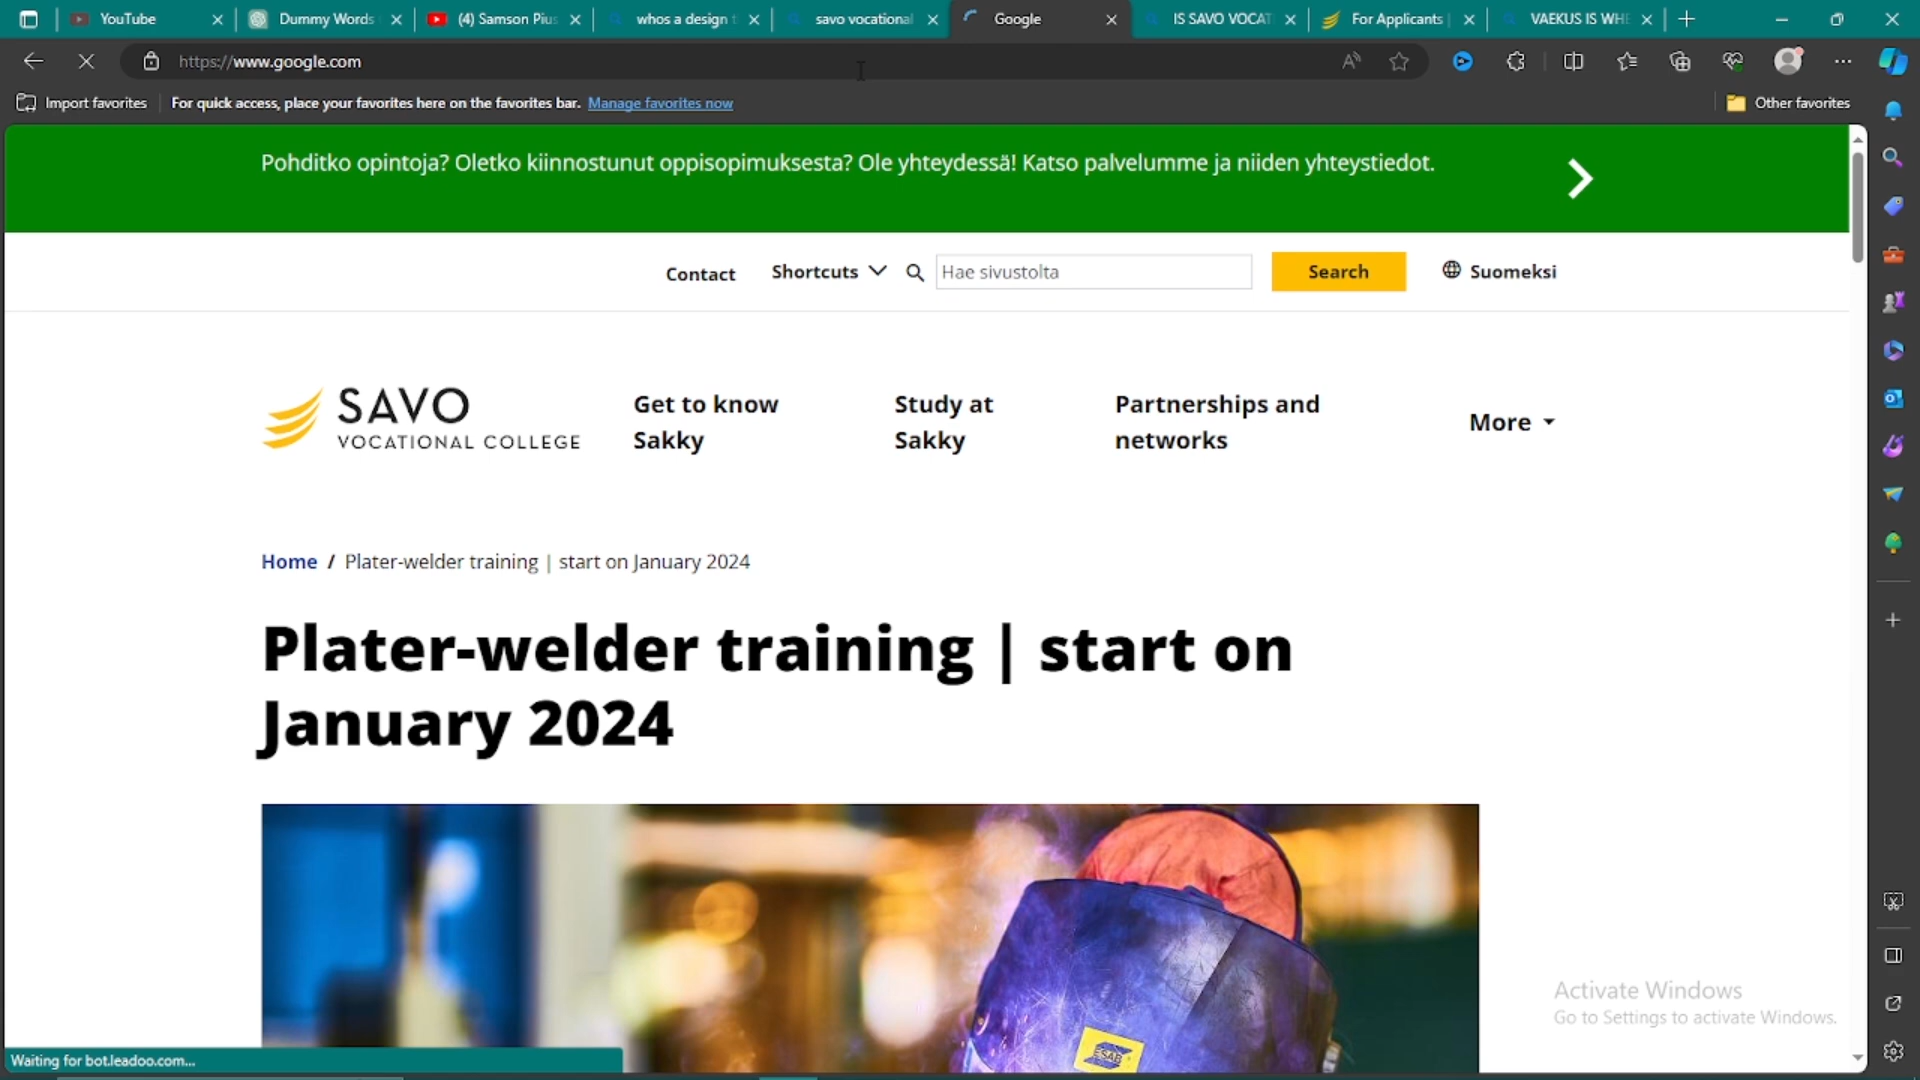 YouTube
Dummy Words
(4) Samson Pius
whos a design t
savo vocational
Google
IS SAVO VOCAT
For Applicants |
VAEKUS IS WHE
https://www.google.com
Import favorites
For quick access, place your favorites here on the favorites bar. Manage favorites now
Other favorites
Pohditko opintoja? Oletko kiinnostunut oppisopimuksesta? Ole yhteydessä! Katso palvelumme ja niiden yhteystiedot.
Contact
Shortcuts
Hae sivustolta
Search
Suomeksi
SAVO
VOCATIONAL COLLEGE
Get to know
Sakky
Study at
Sakky
Partnerships and
networks
More
Home / Plater-welder training | start on January 2024
Plater-welder training | start on
January 2024
ESAB
Activate Windows
Go to Settings to activate Windows.
Waiting for bot.leadoo.com...